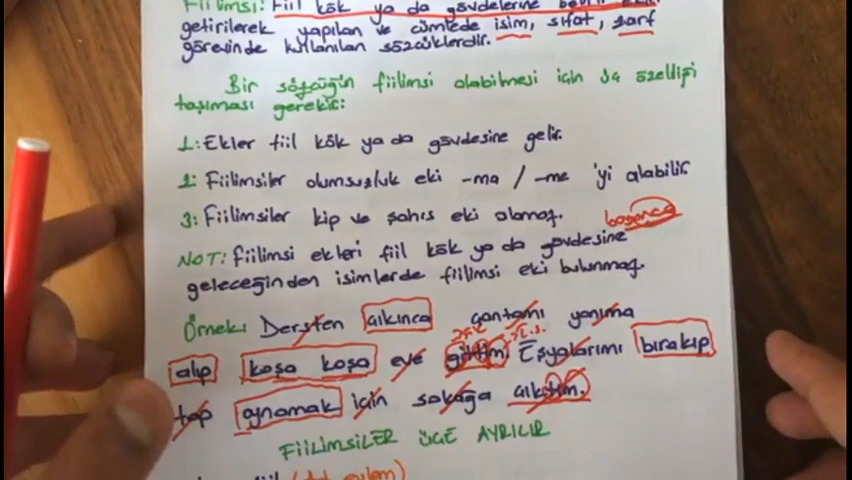 Fiilimsi: Fiil kök ya da gövdelerine
getirilerek yapılan ve cümlede isim, sıfat, zarf
görevinde kullanılan sözcüklerdir.
Bir sözcüğün fiilimsi olabilmesi için üç özelliği
taşıması gerekir:
1: Ekler fiil kök ya da gövdesine gelir.
2: Fiilimsiler olumsuzluk eki -ma / -me 'yi alabilir
3: Fiilimsiler kip ve şahıs eki alamaz.
NOT: Fiilimsi ekleri fiil kök ya da gövdesine
geleceğinden isimlerde fiilimsi eki bulunmaz.
Örnek: Dersten çıkınca çantamı yanıma
alıp koşa koşa eve gittim. Eşyalarımı bırakıp
top oynamak için sokağa çıktım.
FİİLİMSİLER ÜÇE AYRILIR